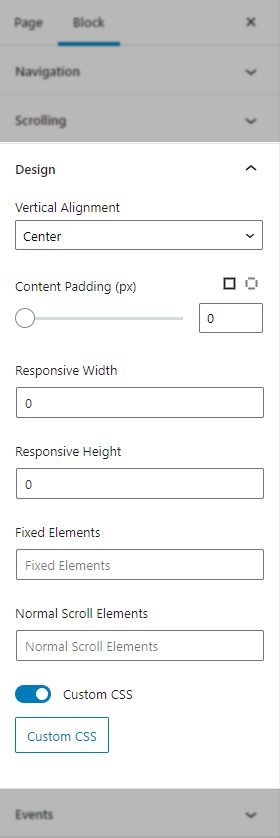 Page Block
Navigation
Scrolling
Design
Vertical Alignment
Center
Content Padding (px)
0
Responsive Width
0
Responsive Height
0
Fixed Elements
Fixed Elements
Normal Scroll Elements
Normal Scroll Elements
Custom CSS
Custom CSS
Events